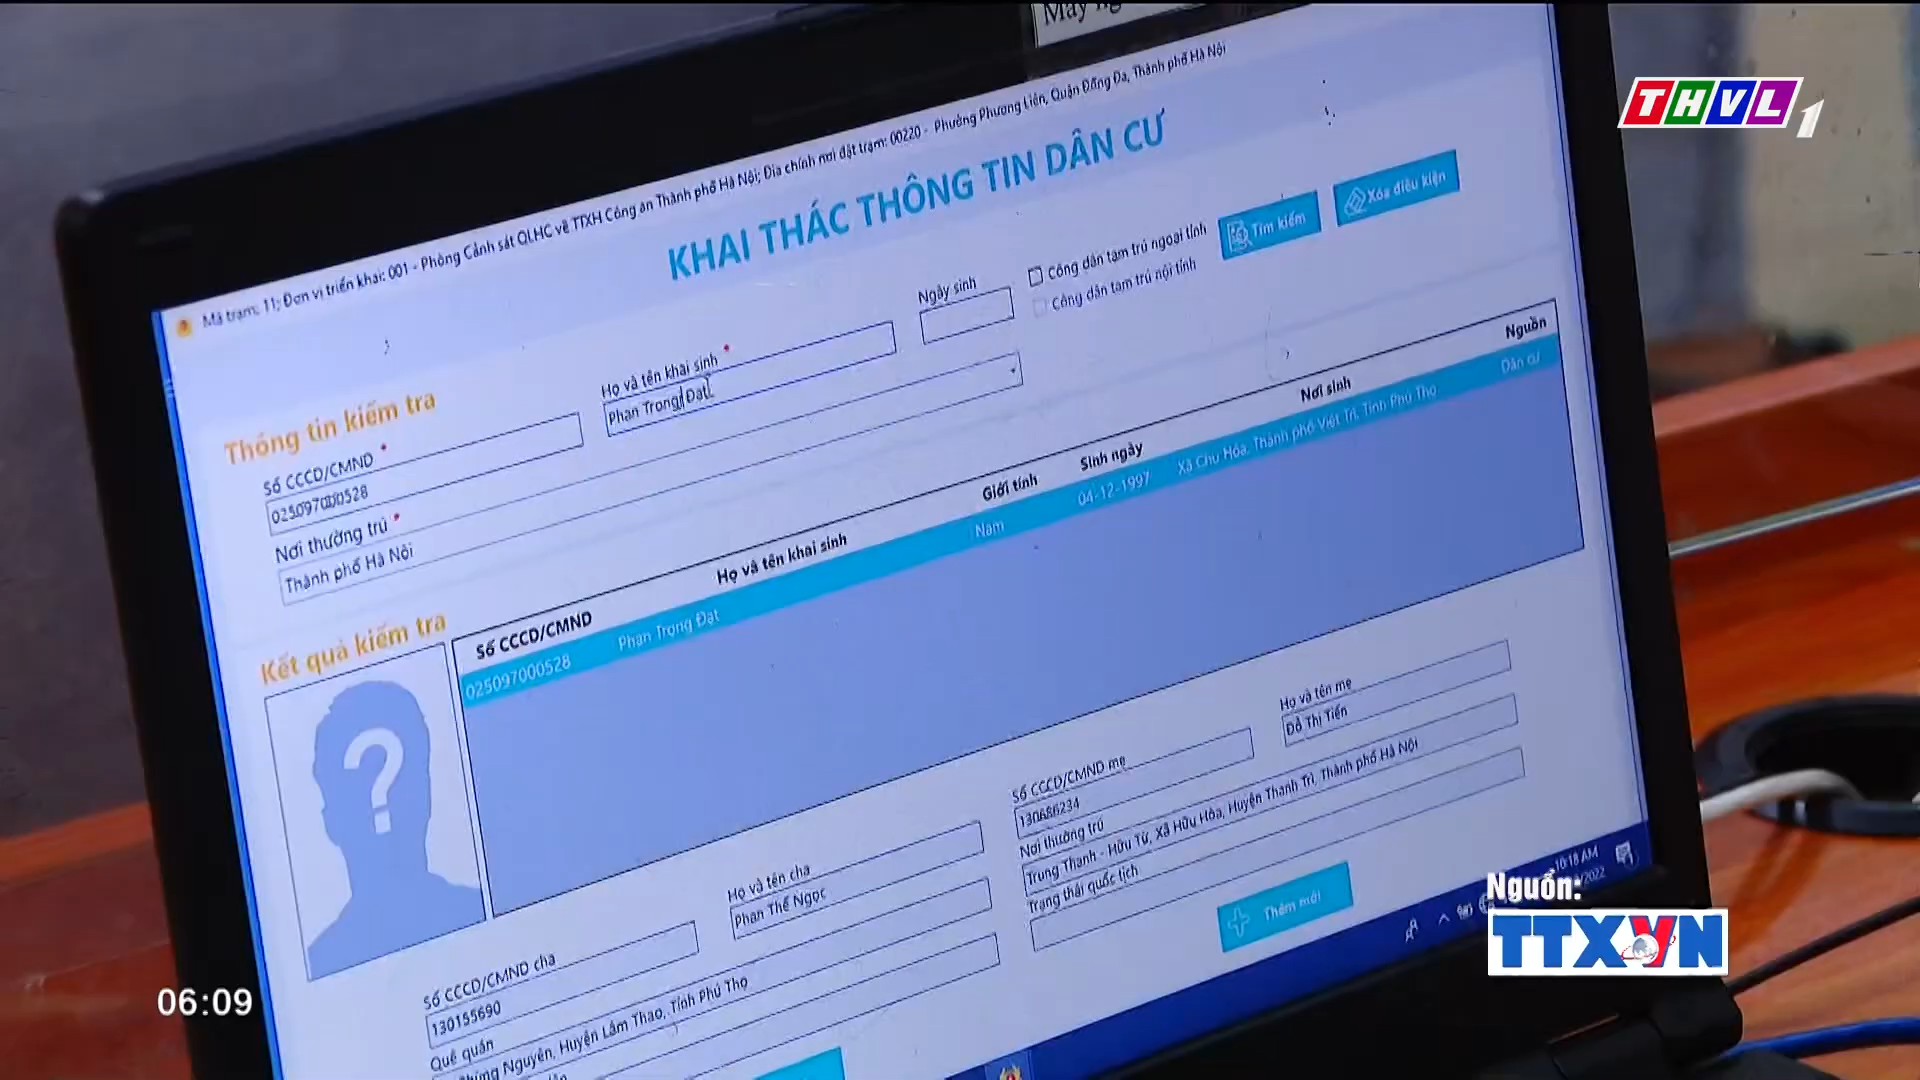 Máy
THVL1
Mã trạm: 11; Đơn vị triển khai: 001 - Phòng Cảnh sát QLHC về TTXH Công an Thành phố Hà Nội; Địa chính nơi đặt trạm: 00220 - Phường Phương Liên, Quận Đống Đa, Thành phố Hà Nội
KHAI THÁC THÔNG TIN DÂN CƯ
Thông tin kiểm tra
Số CCCD/CMND *
025097000528
Họ và tên khai sinh *
Phan Trọng Đạt
Ngày sinh
Công dân tạm trú ngoại tỉnh
Công dân tạm trú nội tỉnh
Tìm kiếm
Xóa điều kiện
Nơi thường trú *
Thành phố Hà Nội
Kết quả kiểm tra
Số CCCD/CMND Họ và tên khai sinh Giới tính Sinh ngày Nơi sinh Nguồn
025097000528 Phan Trọng Đạt Nam 04-12-1997 Xã Chu Hóa, Thành phố Việt Trì, Tỉnh Phú Thọ Dân cư
Số CCCD/CMND cha
130155690
Họ và tên cha
Phan Thế Ngọc
Quê quán
Nguyên, Huyện Lâm Thao, Tỉnh Phú Thọ
Số CCCD/CMND mẹ
130686234
Họ và tên mẹ
Đỗ Thị Tiến
Nơi thường trú
Trung Thanh - Hữu Từ, Xã Hữu Hòa, Huyện Thanh Trì, Thành phố Hà Nội
Trạng thái quốc tịch
Thêm mới
10:18 AM
2022
Nguồn:
TTXVN
06:09